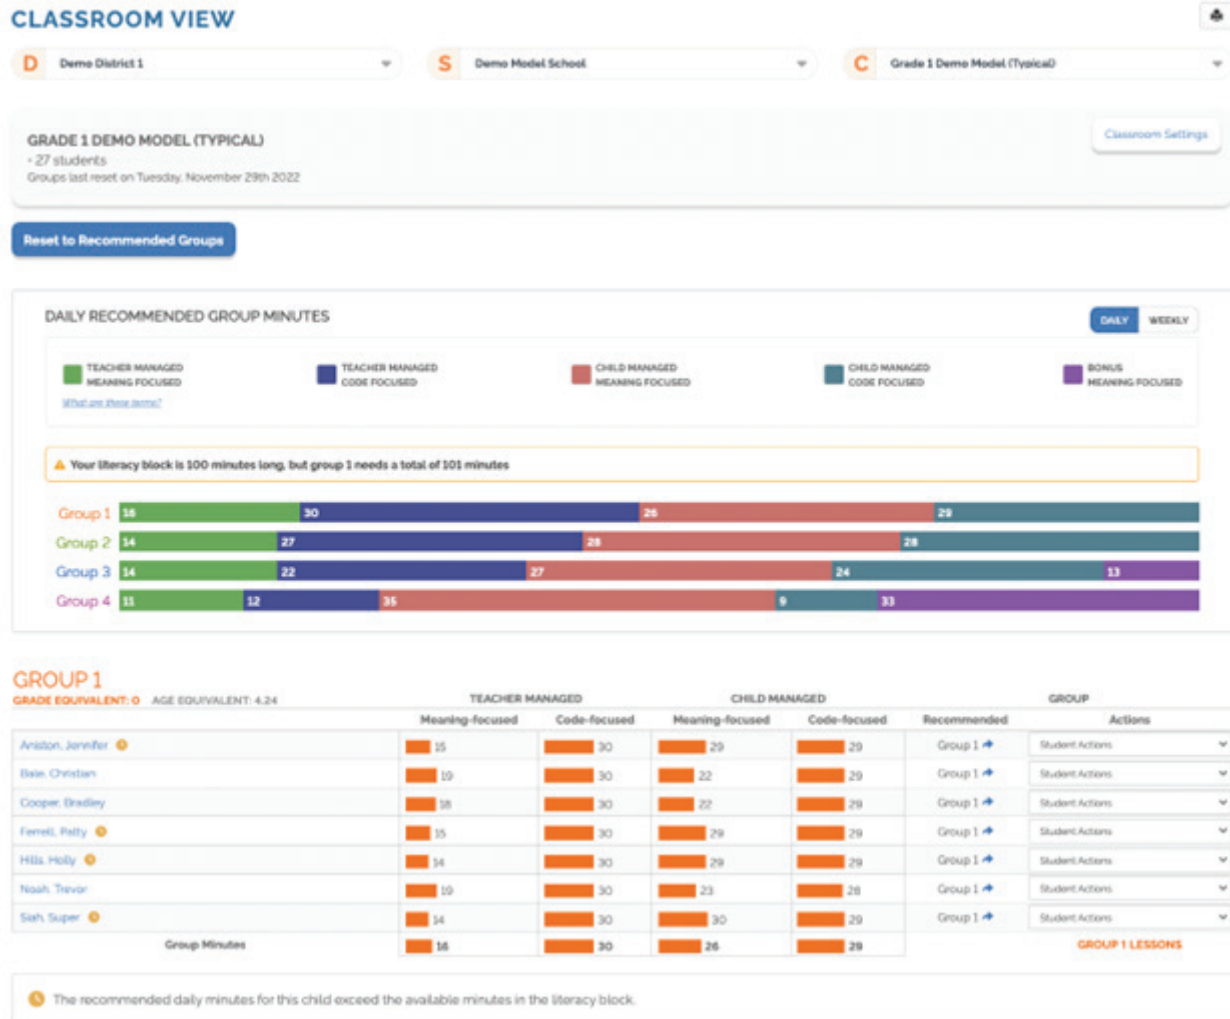 CLASSROOM VIEW
D Demo District 1 S Demo Model School C Grade 1 Demo Model (Typical)
GRADE 1 DEMO MODEL (TYPICAL)
Classroom Settings
• 27 students
Groups last reset on Tuesday, November 29th 2022
Reset to Recommended Groups
DAILY RECOMMENDED GROUP MINUTES
DAILY WEEKLY
TEACHER MANAGED MEANING FOCUSED
TEACHER MANAGED CODE FOCUSED
CHILD MANAGED MEANING FOCUSED
CHILD MANAGED CODE FOCUSED
BONUS MEANING FOCUSED
What are these terms?
Your literacy block is 100 minutes long, but group 1 needs a total of 101 minutes
Group 1 16 30 26 29
Group 2 14 27 28 28
Group 3 14 22 27 24 13
Group 4 11 12 35 9 33
GROUP 1
GRADE EQUIVALENT: 0 AGE EQUIVALENT: 4.24
TEACHER MANAGED CHILD MANAGED GROUP
Meaning-focused Code-focused Meaning-focused Code-focused Recommended Actions
Aniston, Jennifer 15 30 29 29 Group 1 Student Actions
Bale, Christian 19 30 22 29 Group 1 Student Actions
Cooper, Bradley 18 30 22 29 Group 1 Student Actions
Ferrell, Patty 15 30 29 29 Group 1 Student Actions
Hills, Holly 14 30 29 29 Group 1 Student Actions
Noah, Trevor 19 30 23 28 Group 1 Student Actions
Siah, Super 14 30 30 29 Group 1 Student Actions
Group Minutes 16 30 26 29 GROUP 1 LESSONS
The recommended daily minutes for this child exceed the available minutes in the literacy block.